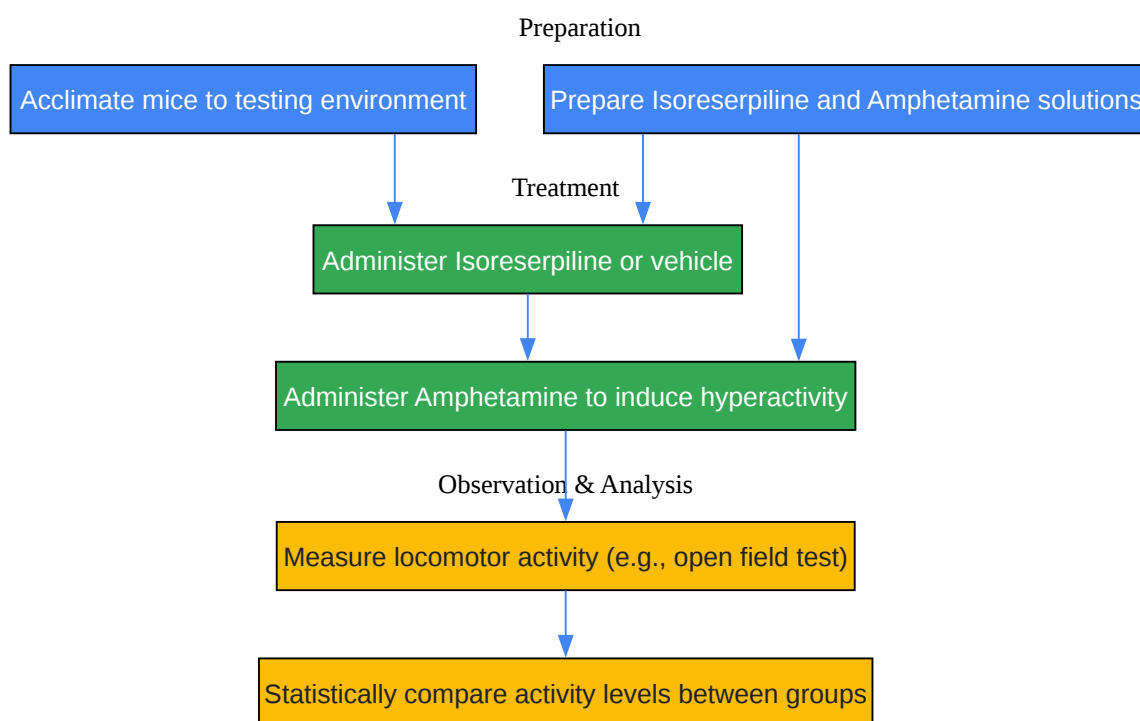 Preparation
Acclimate mice to testing environment
Prepare Isoreserpiline and Amphetamine solutions
Treatment
Administer Isoreserpiline or vehicle
Administer Amphetamine to induce hyperactivity
Observation & Analysis
Measure locomotor activity (e.g., open field test)
Statistically compare activity levels between groups